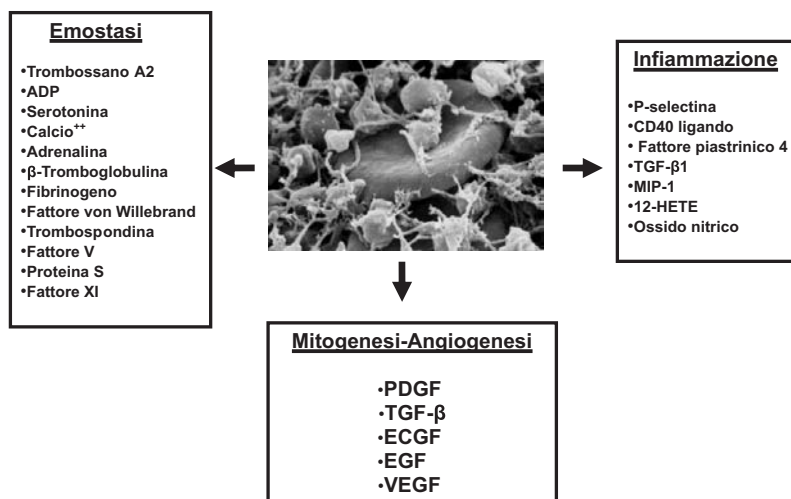 Emostasi
•Trombossano A2
•ADP
•Serotonina
•Calcio++
•Adrenalina
•β-Tromboglobulina
•Fibrinogeno
•Fattore von Willebrand
•Trombospondina
•Fattore V
•Proteina S
•Fattore XI
Infiammazione
•P-selectina
•CD40 ligando
• Fattore piastrinico 4
•TGF-β1
•MIP-1
•12-HETE
•Ossido nitrico
Mitogenesi-Angiogenesi
•PDGF
•TGF-β
•ECGF
•EGF
•VEGF